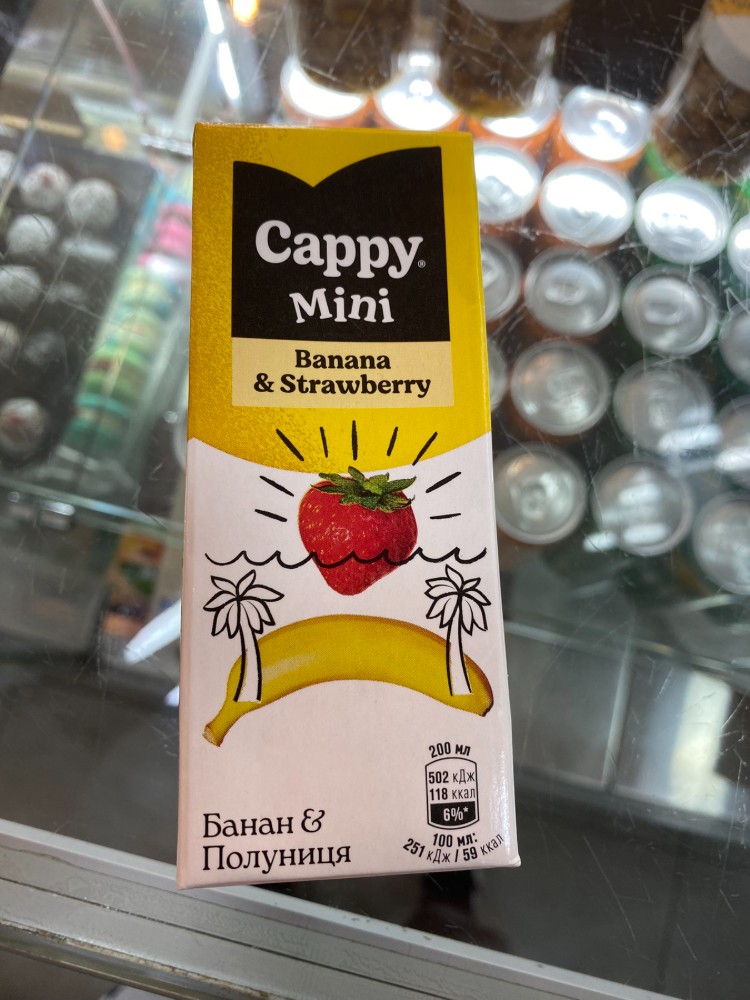 Cappy®
Mini
Banana
& Strawberry
200 мл
502 кДж
118 ккал
6%*
100 мл:
251 кДж / 59 ккал
Банан &
Полуниця